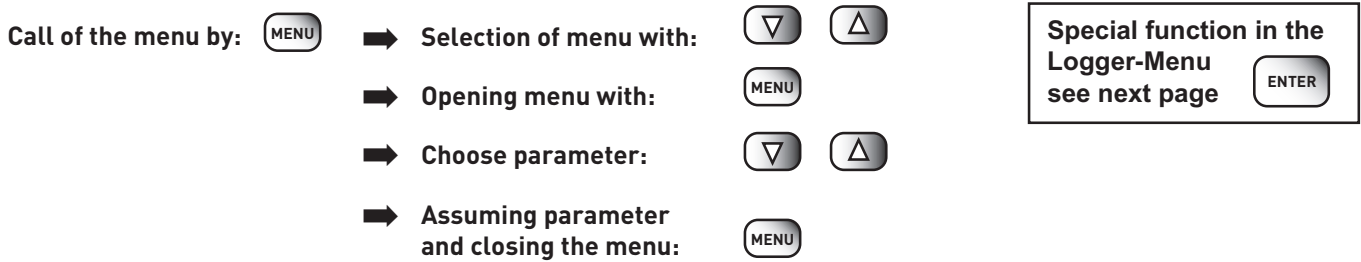 Call of the menu by: MENU
Selection of menu with:
Opening menu with: MENU
Choose parameter:
Assuming parameter
and closing the menu: MENU
Special function in the
Logger-Menu
see next page ENTER